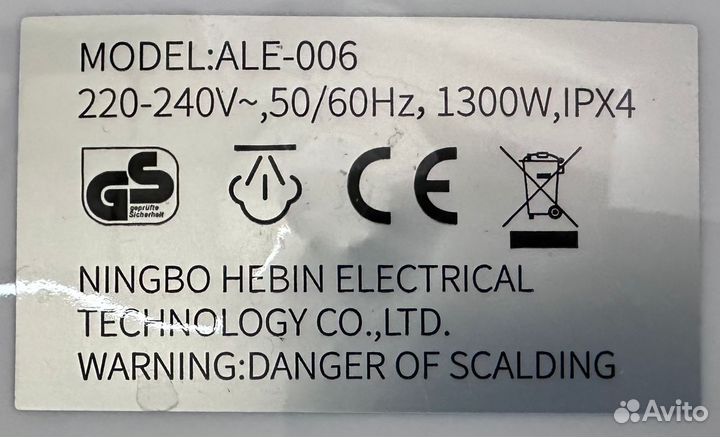 MODEL:ALE-006
220-240V~,50/60Hz, 1300W,IPX4
GS
geprüfte
Sicherheit
CE
NINGBO HEBIN ELECTRICAL
TECHNOLOGY CO.,LTD.
WARNING:DANGER OF SCALDING
Avito